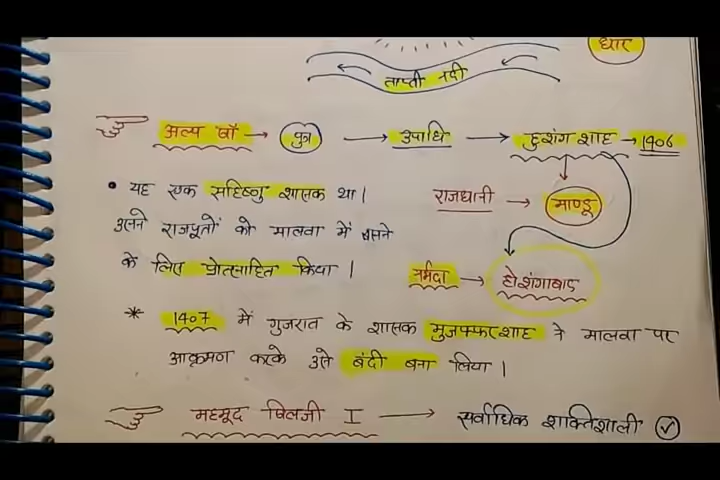 धार
ताप्ती नदी
अल्प खाँ → पुत्र → उपाधि → हुशंग शाह → 1406
• यह एक सहिष्णु शासक था।
राजधानी → माण्डू
उसने राजपूतों को मालवा में बसने
के लिए प्रोत्साहित किया।
नर्मदा → होशंगाबाद
* 1407 में गुजरात के शासक मुजफ्फरशाह ने मालवा पर
आक्रमण करके उसे बंदी बना लिया।
महमूद खिलजी I → सर्वाधिक शाक्तिशाली